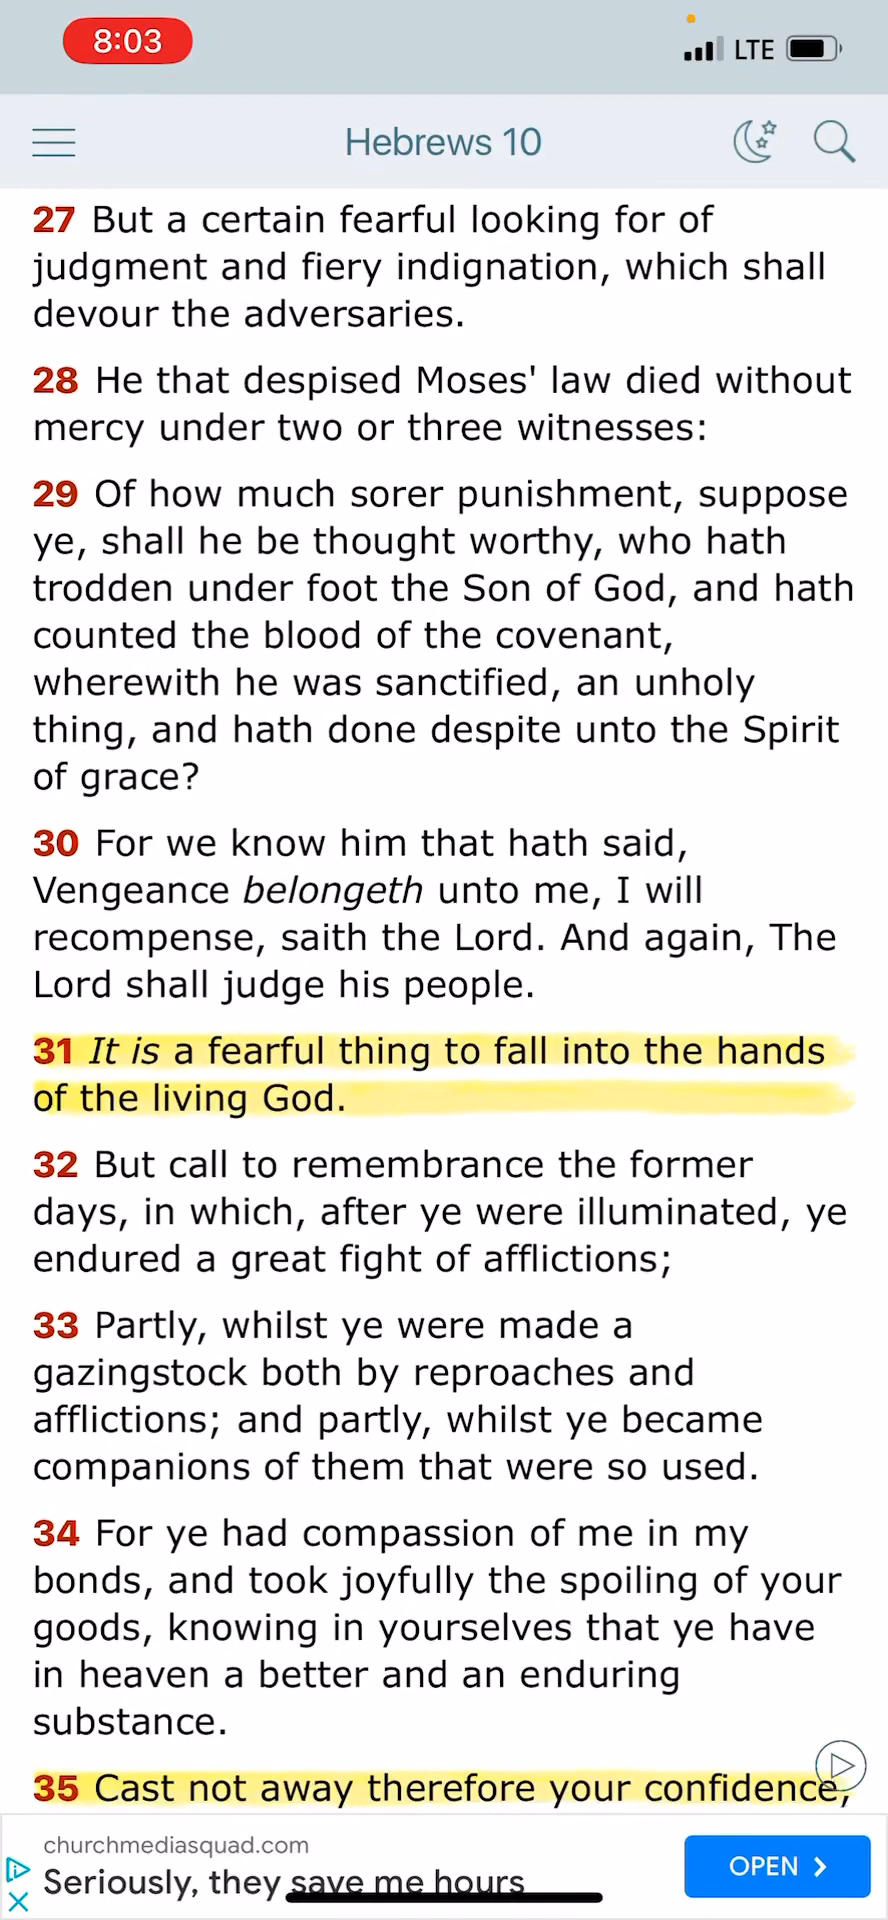 8:03
LTE
Hebrews 10
27 But a certain fearful looking for of
judgment and fiery indignation, which shall
devour the adversaries.
28 He that despised Moses' law died without
mercy under two or three witnesses:
29 Of how much sorer punishment, suppose
ye, shall he be thought worthy, who hath
trodden under foot the Son of God, and hath
counted the blood of the covenant,
wherewith he was sanctified, an unholy
thing, and hath done despite unto the Spirit
of grace?
30 For we know him that hath said,
Vengeance belongeth unto me, I will
recompense, saith the Lord. And again, The
Lord shall judge his people.
31 It is a fearful thing to fall into the hands
of the living God.
32 But call to remembrance the former
days, in which, after ye were illuminated, ye
endured a great fight of afflictions;
33 Partly, whilst ye were made a
gazingstock both by reproaches and
afflictions; and partly, whilst ye became
companions of them that were so used.
34 For ye had compassion of me in my
bonds, and took joyfully the spoiling of your
goods, knowing in yourselves that ye have
in heaven a better and an enduring
substance.
35 Cast not away therefore your confidence,
churchmediasquad.com
Seriously, they save me hours
OPEN